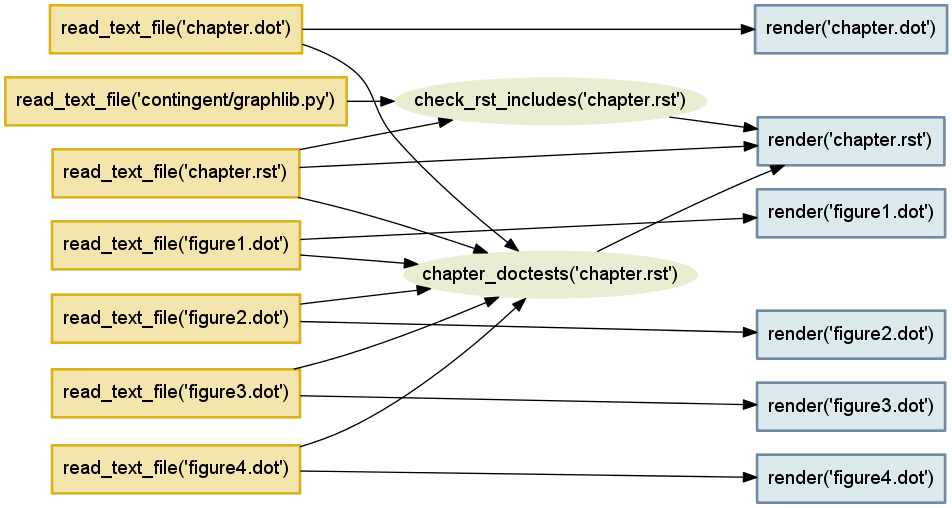 read_text_file('chapter.dot')
render('chapter.dot')
read_text_file('contingent/graphlib.py')
check_rst_includes('chapter.rst')
render('chapter.rst')
read_text_file('chapter.rst')
render('figure1.dot')
read_text_file('figure1.dot')
chapter_doctests('chapter.rst')
read_text_file('figure2.dot')
render('figure2.dot')
read_text_file('figure3.dot')
render('figure3.dot')
read_text_file('figure4.dot')
render('figure4.dot')